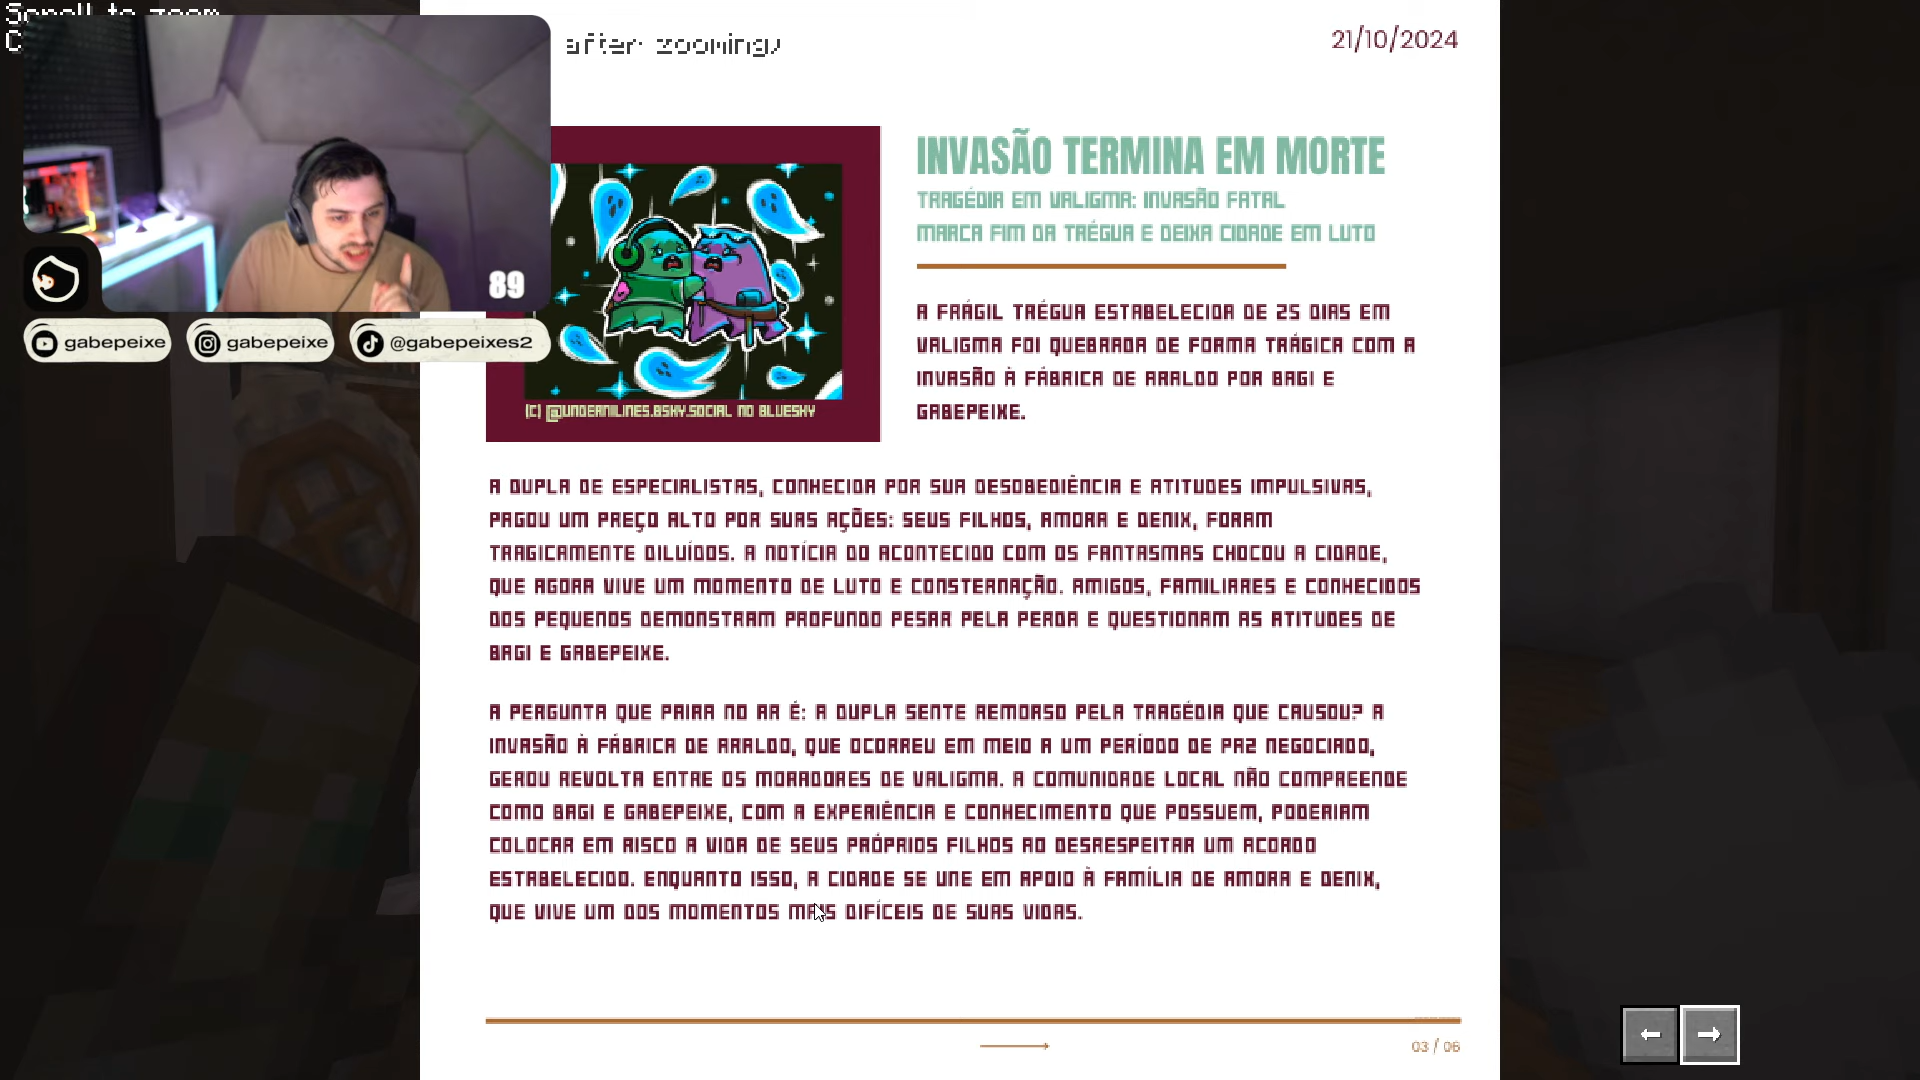 Scroll to zoom
C
after zooming)
21/10/2024
89
gabepeixe
gabepeixe
@gabepeixes2
(C) @UNDERNILINES.BSKY.SOCIAL NO BLUESKY
INVASÃO TERMINA EM MORTE
TRAGÉDIA EM VALIGMA: INVASÃO FATAL
MARCA FIM DA TRÉGUA E DEIXA CIDADE EM LUTO
A FRÁGIL TRÉGUA ESTABELECIDA DE 25 DIAS EM
VALIGMA FOI QUEBRADA DE FORMA TRÁGICA COM A
INVASÃO À FÁBRICA DE ARALDO POR BAGI E
GABEPEIXE.
A DUPLA DE ESPECIALISTAS, CONHECIDA POR SUA DESOBEDIÊNCIA E ATITUDES IMPULSIVAS,
PAGOU UM PREÇO ALTO POR SUAS AÇÕES: SEUS FILHOS, AMORA E DENIX, FORAM
TRAGICAMENTE DILUÍDOS. A NOTÍCIA DO ACONTECIDO COM OS FANTASMAS CHOCOU A CIDADE,
QUE AGORA VIVE UM MOMENTO DE LUTO E CONSTERNAÇÃO. AMIGOS, FAMILIARES E CONHECIDOS
DOS PEQUENOS DEMONSTRAM PROFUNDO PESAR PELA PERDA E QUESTIONAM AS ATITUDES DE
BAGI E GABEPEIXE.
A PERGUNTA QUE PAIRA NO AR É: A DUPLA SENTE REMORSO PELA TRAGÉDIA QUE CAUSOU? A
INVASÃO À FÁBRICA DE ARALDO, QUE OCORREU EM MEIO A UM PERÍODO DE PAZ NEGOCIADO,
GEROU REVOLTA ENTRE OS MORADORES DE VALIGMA. A COMUNIDADE LOCAL NÃO COMPREENDE
COMO BAGI E GABEPEIXE, COM A EXPERIÊNCIA E CONHECIMENTO QUE POSSUEM, PODERIAM
COLOCAR EM RISCO A VIDA DE SEUS PRÓPRIOS FILHOS AO DESRESPEITAR UM ACORDO
ESTABELECIDO. ENQUANTO ISSO, A CIDADE SE UNE EM APOIO À FAMÍLIA DE AMORA E DENIX,
QUE VIVE UM DOS MOMENTOS MAIS DIFÍCEIS DE SUAS VIDAS.
03 / 06